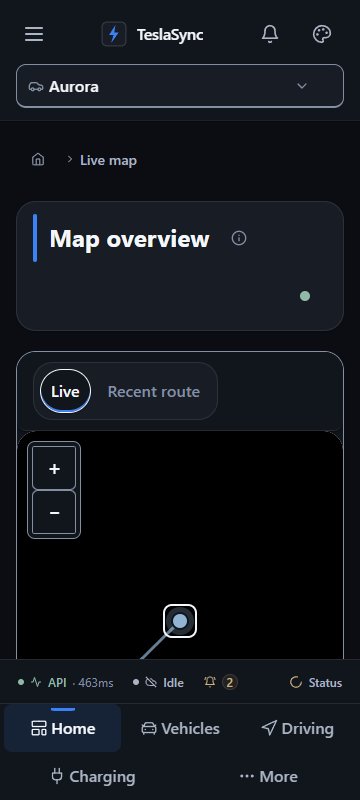 TeslaSync
Aurora
Live map
Map overview
Live
Recent route
+
−
API · 463ms
Idle
2
Status
Home
Vehicles
Driving
Charging
More